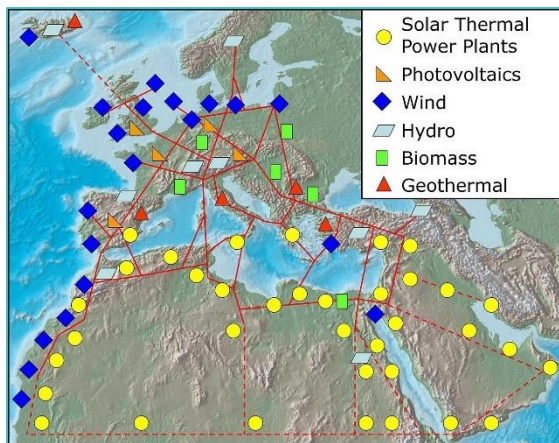 Solar Thermal
Power Plants
Photovoltaics
Wind
Hydro
Biomass
Geothermal